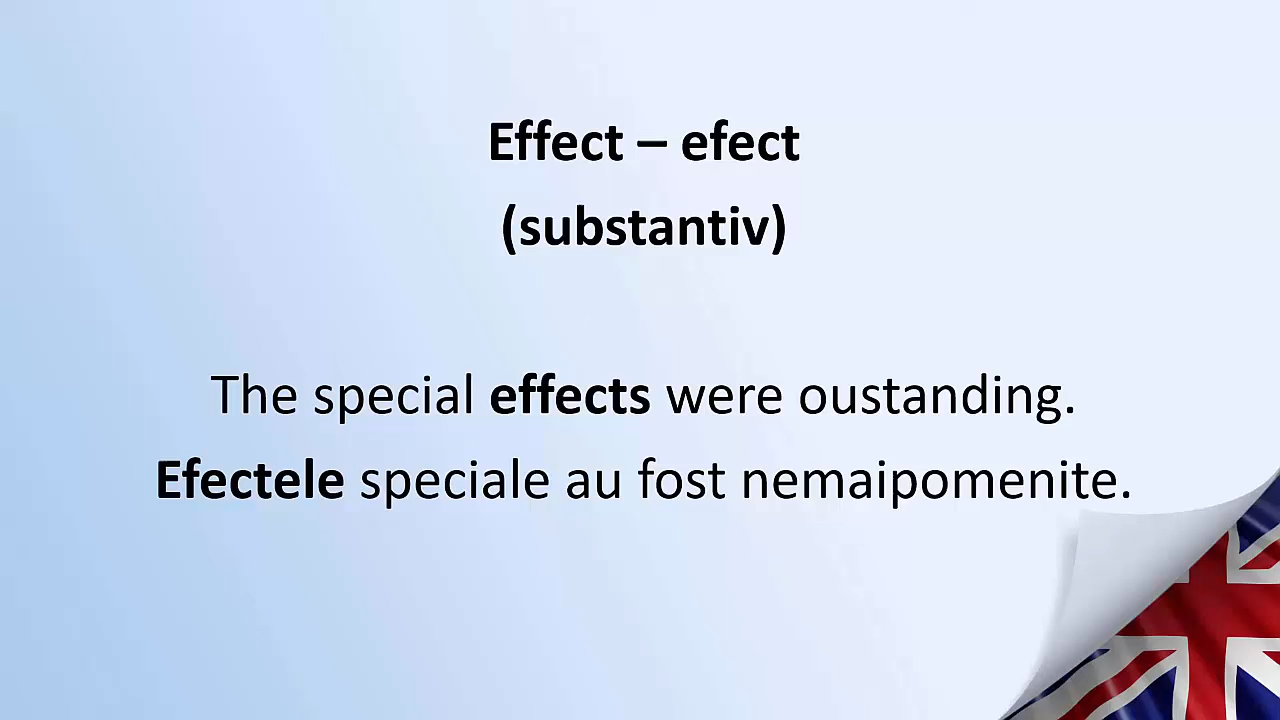 Effect – efect
(substantiv)
The special effects were oustanding.
Efectele speciale au fost nemaipomenite.